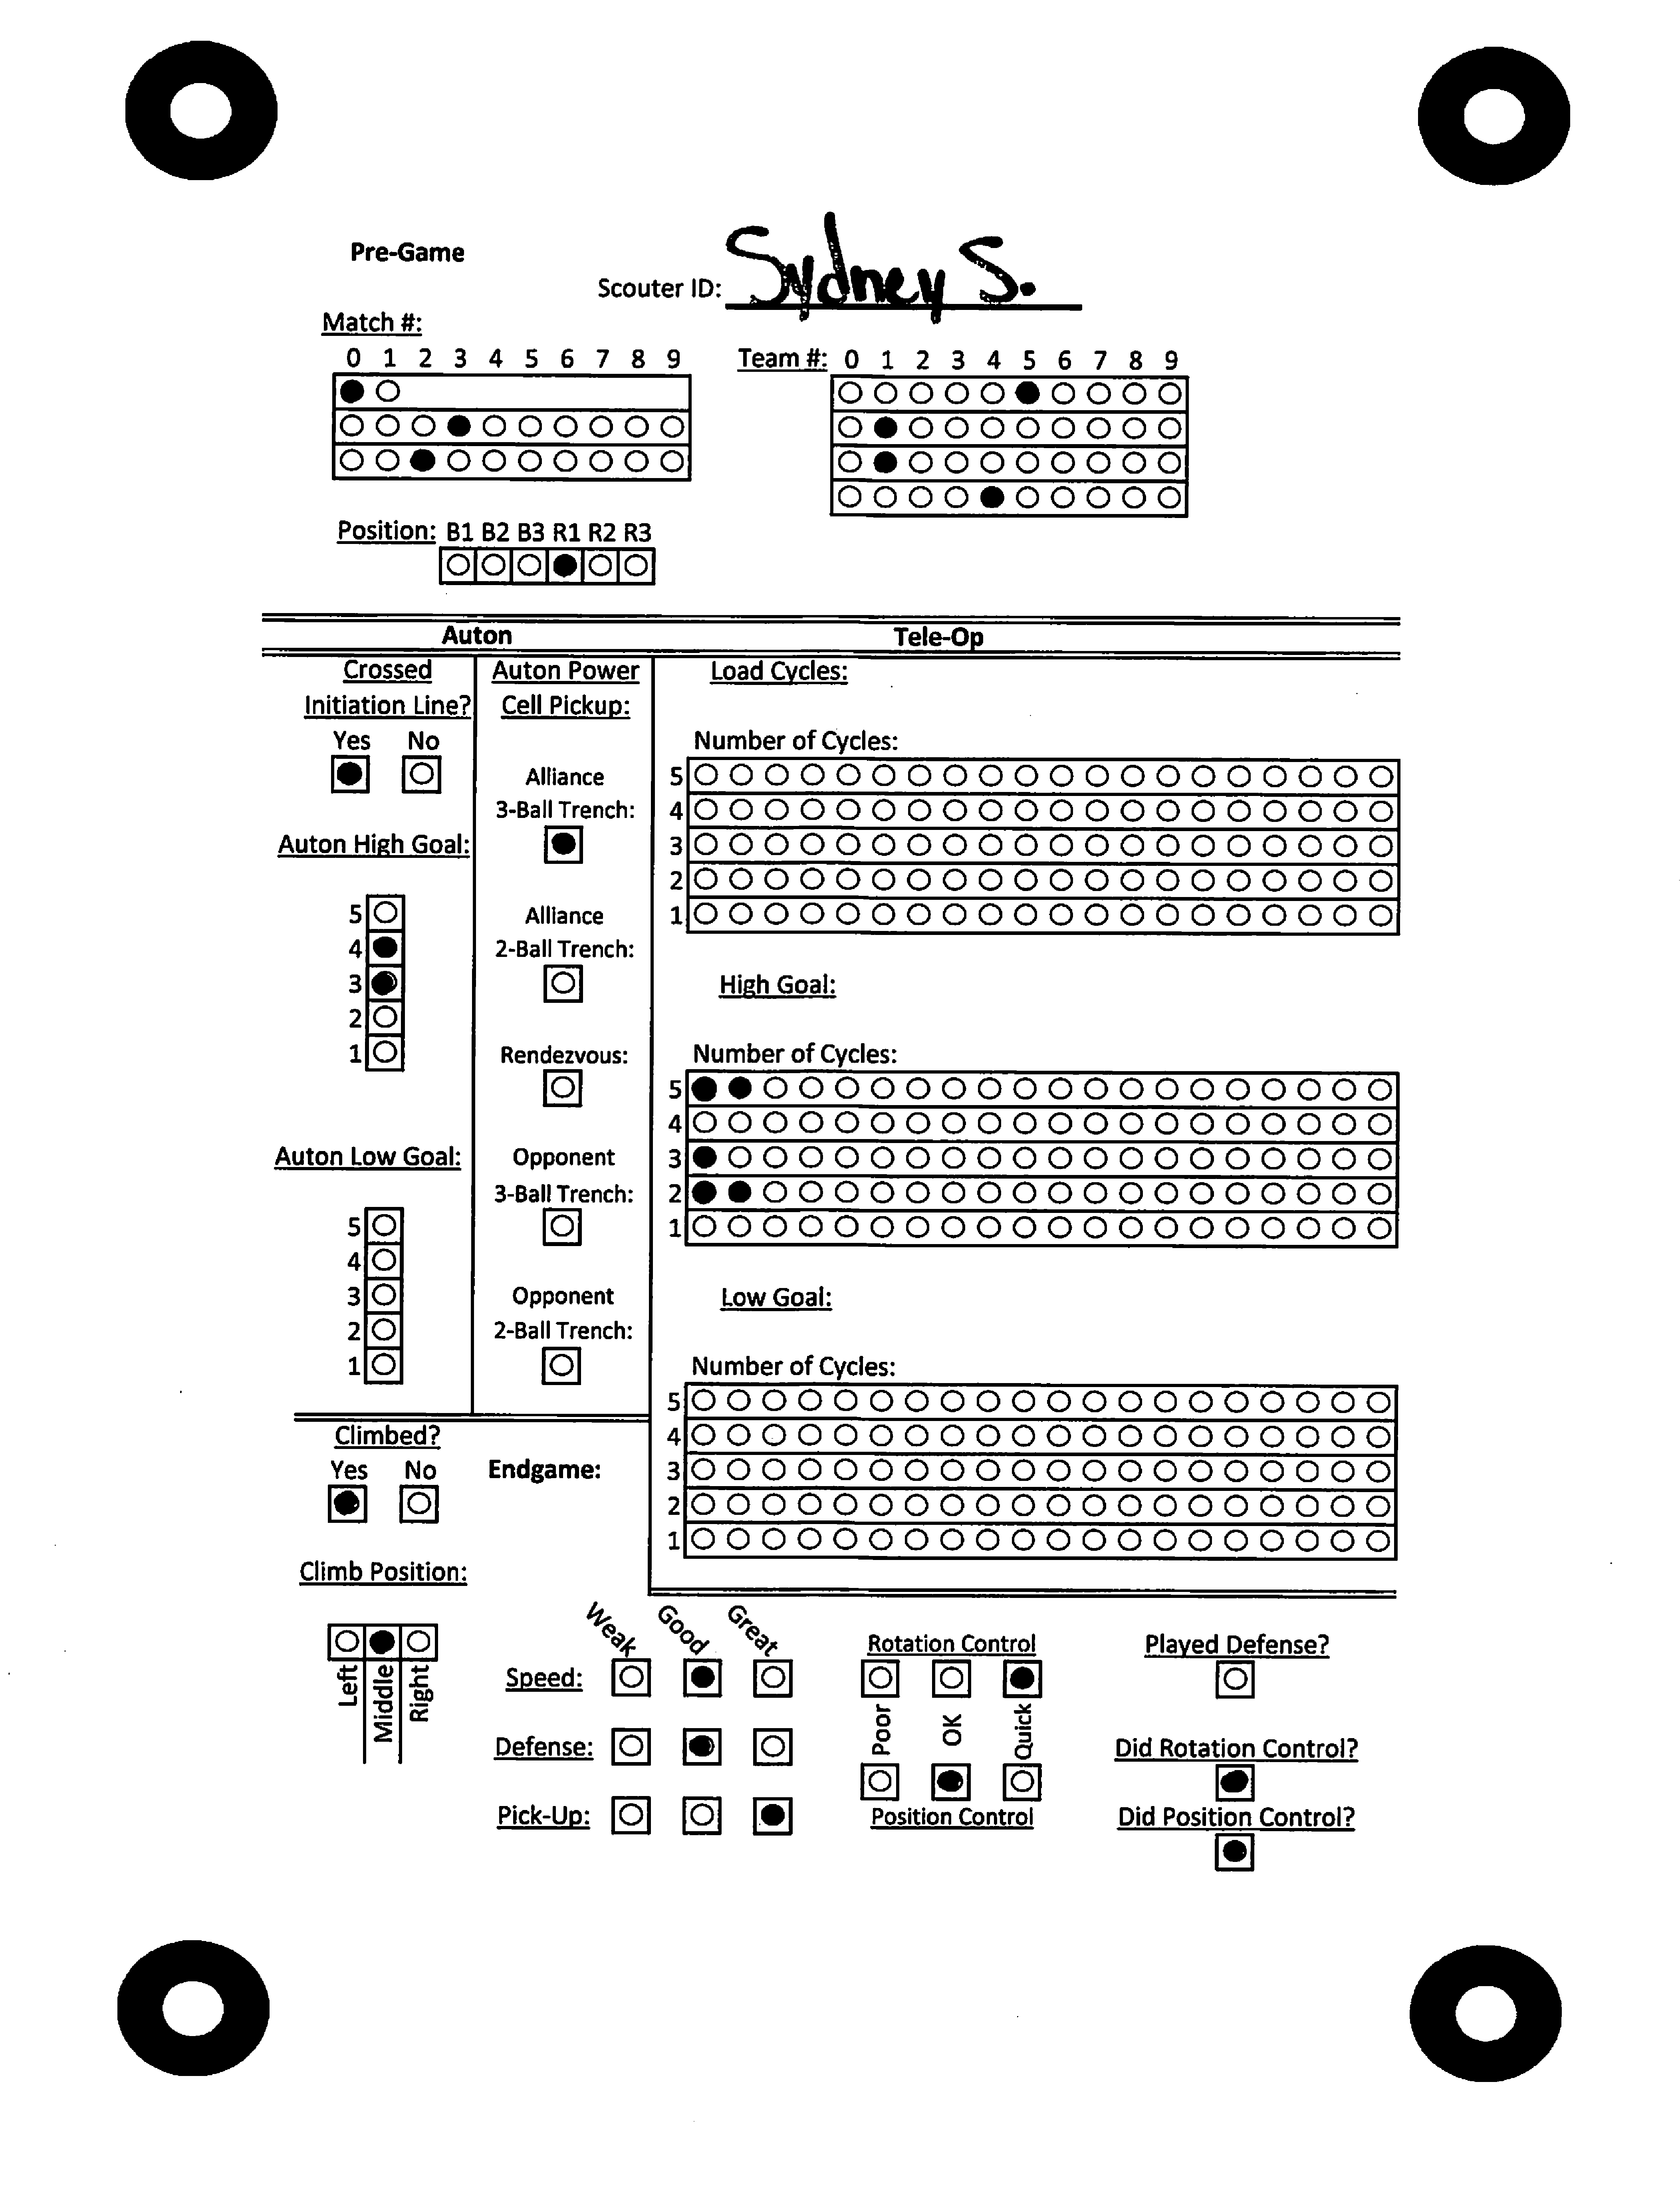 Pre-Game
Scouter ID: Sydney S.
Match #:
0 1 2 3 4 5 6 7 8 9
Team #: 0 1 2 3 4 5 6 7 8 9
Position: B1 B2 B3 R1 R2 R3
Auton
Tele-Op
Crossed
Initiation Line?
Yes No
Auton High Goal:
5
4
3
2
1
Auton Low Goal:
5
4
3
2
1
Auton Power
Cell Pickup:
Alliance
3-Ball Trench:
Alliance
2-Ball Trench:
Rendezvous:
Opponent
3-Ball Trench:
Opponent
2-Ball Trench:
Load Cycles:
Number of Cycles:
5
4
3
2
1
High Goal:
Number of Cycles:
5
4
3
2
1
Low Goal:
Number of Cycles:
5
4
3
2
1
Climbed?
Yes No
Endgame:
Climb Position:
Left
Middle
Right
Weak
Good
Great
Speed:
Defense:
Pick-Up:
Rotation Control
Poor
OK
Quick
Position Control
Played Defense?
Did Rotation Control?
Did Position Control?